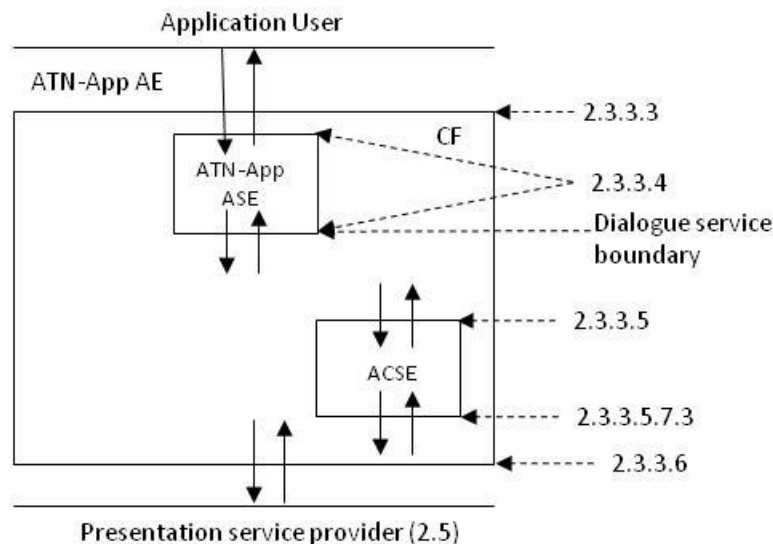 Application User
ATN-App AE
2.3.3.3
CF
ATN-App
ASE
2.3.3.4
Dialogue service
boundary
2.3.3.5
ACSE
2.3.3.5.7.3
2.3.3.6
Presentation service provider (2.5)